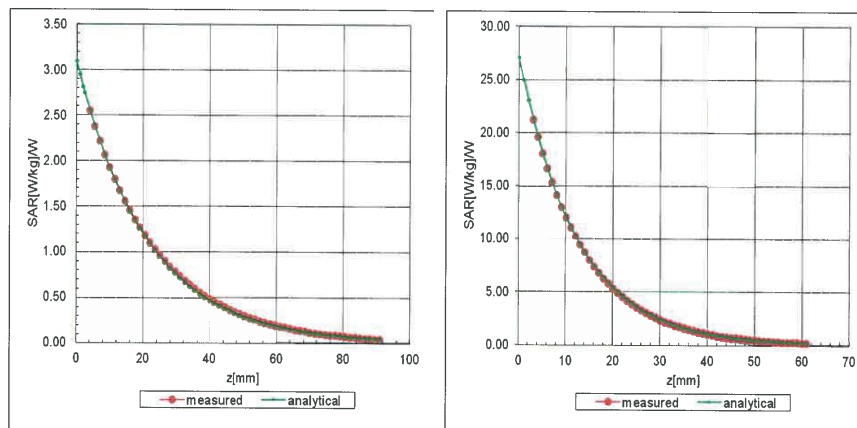 3.50
3.00
2.50
2.00
1.50
1.00
0.50
0.00
SAR[W/kg]/W
0 20 40 60 80 100
z[mm]
measured analytical
30.00
25.00
20.00
15.00
10.00
5.00
0.00
SAR[W/kg]/W
0 10 20 30 40 50 60 70
z[mm]
measured analytical